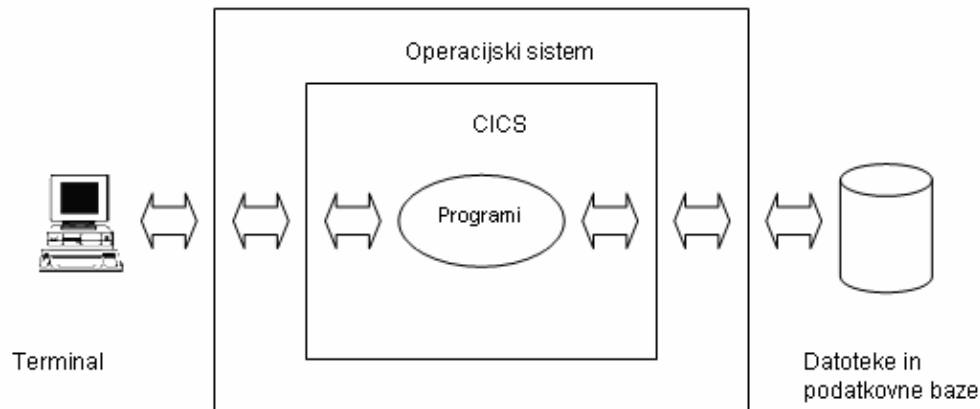 Operacijski sistem
CICS
Programi
Terminal
Datoteke in
podatkovne baze